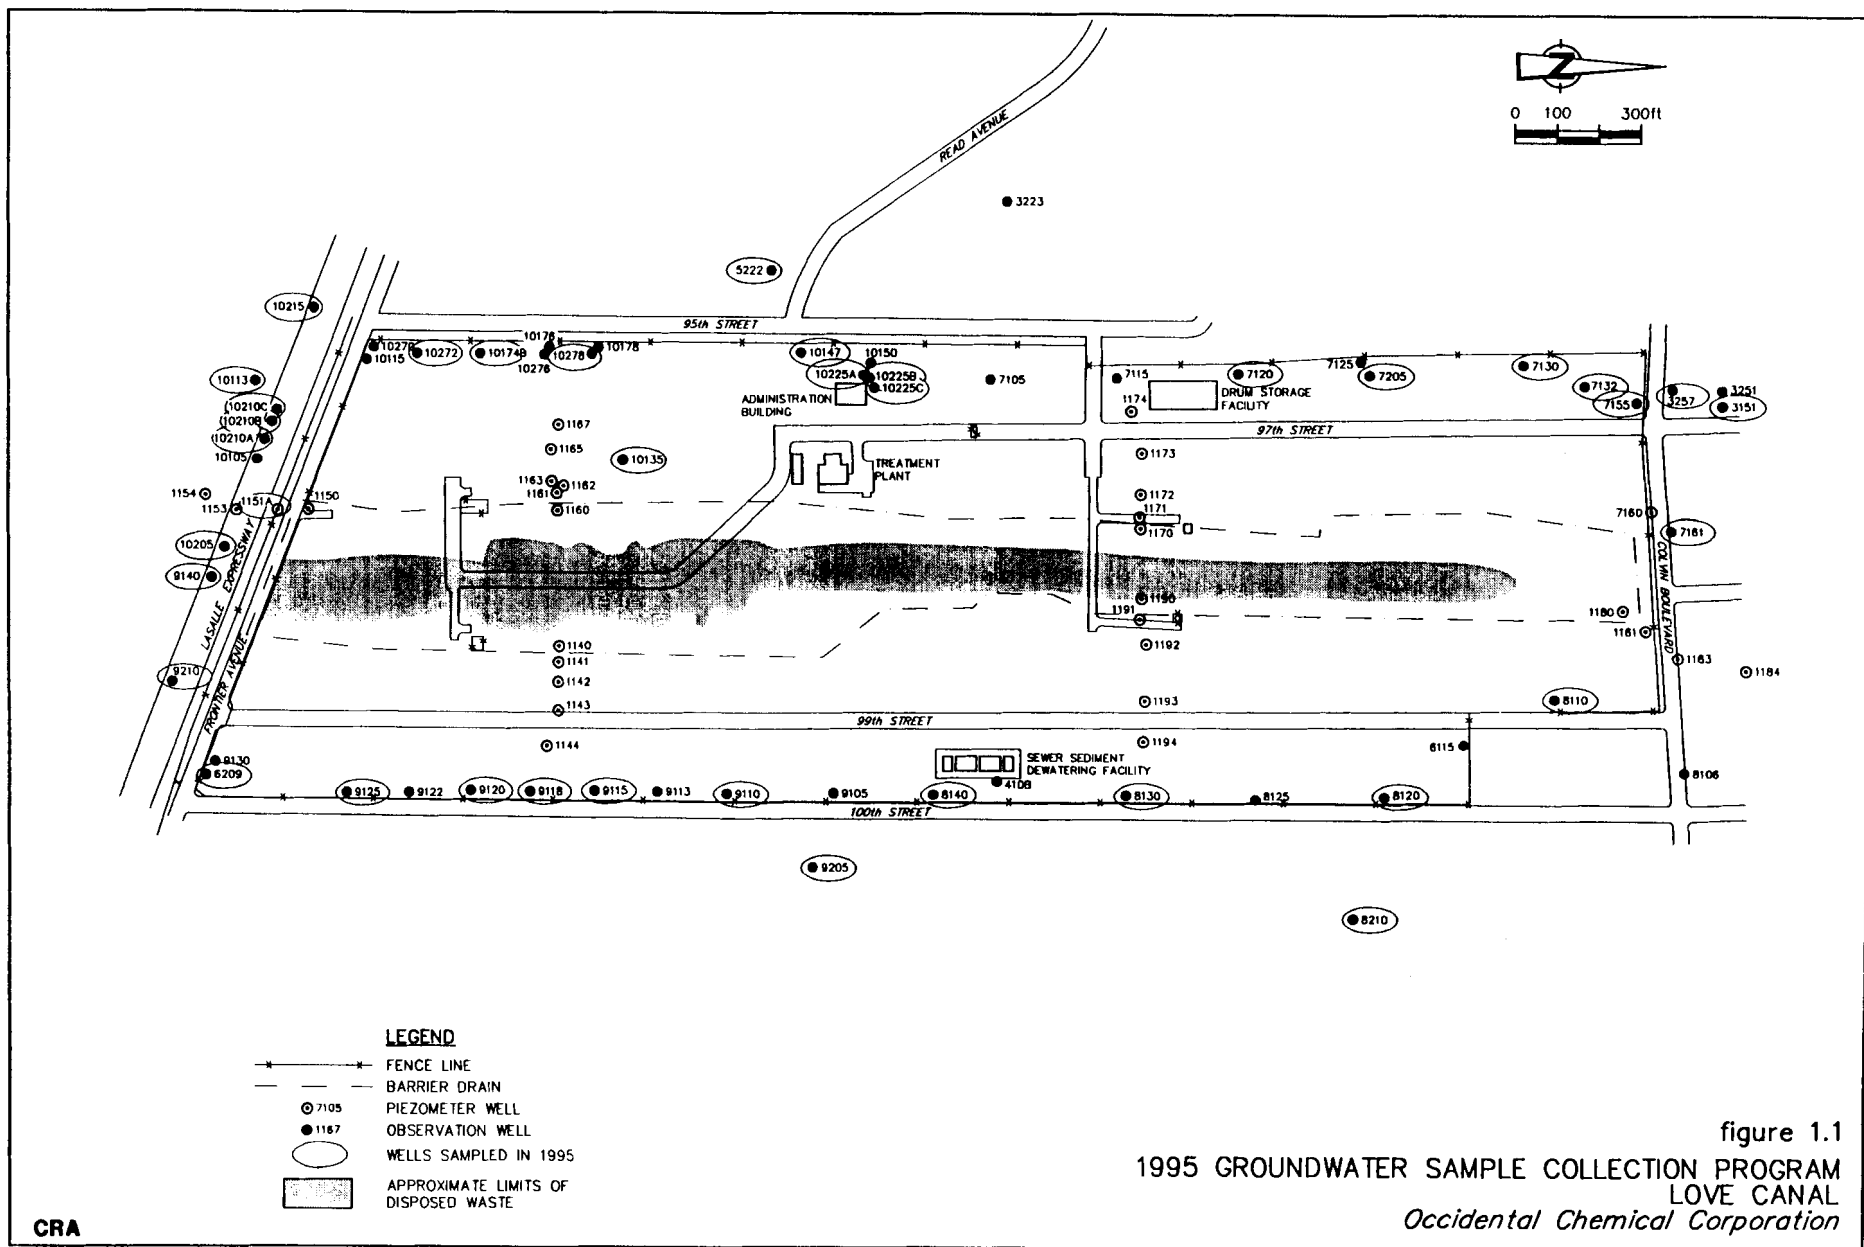 Z
0 100 300ft
READ AVENUE
3223
5222
10215
95th STREET
10270
10115
10272
10174B
10176
10276
10278
10178
10147
10150
10225A
10225B
10225C
7105
7115
1174
7120
7125
7205
7130
7132
7155
3257
3251
3151
10113
10210C
10210B
10210A
10105
ADMINISTRATION
BUILDING
DRUM STORAGE
FACILITY
97th STREET
1167
1165
10135
1163
1162
1161
1160
TREATMENT
PLANT
1173
1172
1171
1170
1154
1153
1151A
1150
7160
7161
10205
9140
LASALLE EXPRESSWAY
FRONTIER AVENUE
COLVIN BOULEVARD
1190
1191
1192
1180
1181
1183
1184
9210
1140
1141
1142
1143
1193
8110
99th STREET
1144
1194
SEWER SEDIMENT
DEWATERING FACILITY
8115
8106
9130
6209
9125
9122
9120
9118
9115
9113
9110
9105
8140
410B
8130
8125
8120
100th STREET
9205
8210
LEGEND
FENCE LINE
BARRIER DRAIN
7105 PIEZOMETER WELL
1167 OBSERVATION WELL
WELLS SAMPLED IN 1995
APPROXIMATE LIMITS OF
DISPOSED WASTE
figure 1.1
1995 GROUNDWATER SAMPLE COLLECTION PROGRAM
LOVE CANAL
Occidental Chemical Corporation
CRA